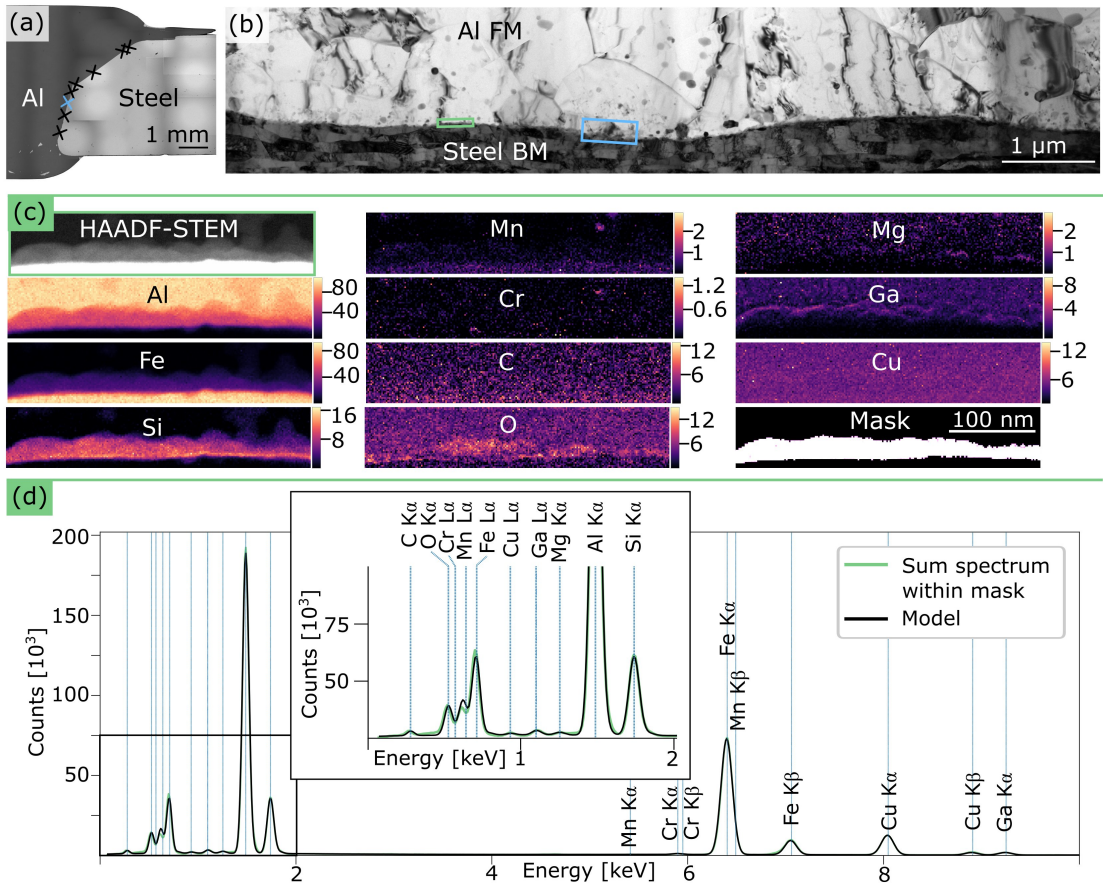 (a)
Al
Steel
1 mm
(b)
Al FM
Steel BM
1 µm
(c)
HAADF-STEM
Al
80
40
Fe
80
40
Si
16
8
Mn
2
1
Cr
1.2
0.6
C
12
6
O
12
6
Mg
2
1
Ga
8
4
Cu
12
6
Mask
100 nm
(d)
Counts [10³]
200
150
100
50
2
4
6
8
Energy [keV]
C Kα
O Kα
Cr Lα
Mn Lα
Fe Lα
Cu Lα
Ga Lα
Mg Kα
Al Kα
Si Kα
Counts [10³]
75
50
Energy [keV]
1
2
Mn Kα
Cr Kα
Cr Kβ
Fe Kα
Mn Kβ
Fe Kβ
Cu Kα
Cu Kβ
Ga Kα
Sum spectrum
within mask
Model